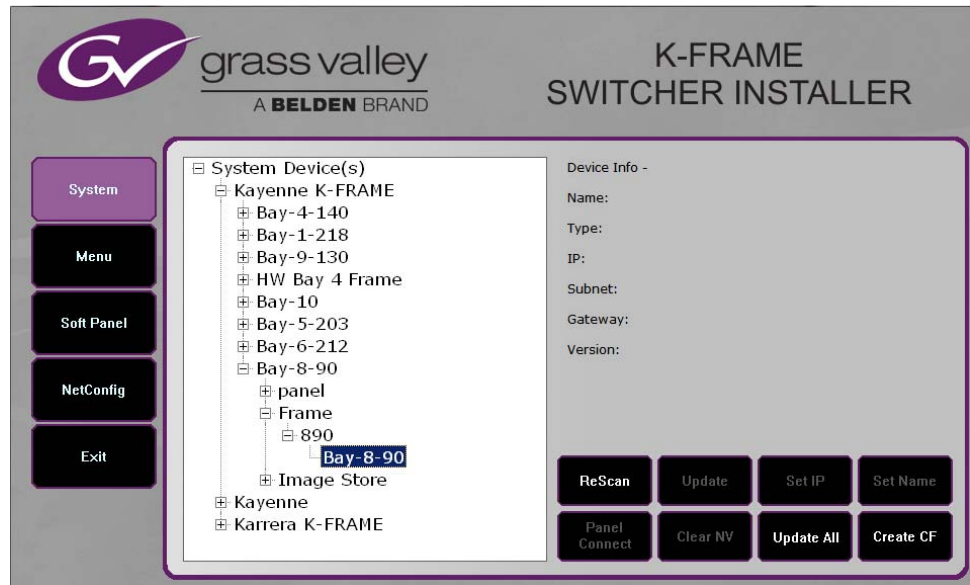 GV
grass valley
A BELDEN BRAND
K-FRAME
SWITCHER INSTALLER
System
Menu
Soft Panel
NetConfig
Exit
System Device(s)
Kayenne K-FRAME
Bay-4-140
Bay-1-218
Bay-9-130
HW Bay 4 Frame
Bay-10
Bay-5-203
Bay-6-212
Bay-8-90
panel
Frame
890
Bay-8-90
Image Store
Kayenne
Karrera K-FRAME
Device Info -
Name:
Type:
IP:
Subnet:
Gateway:
Version:
ReScan
Update
Set IP
Set Name
Panel
Connect
Clear NV
Update All
Create CF